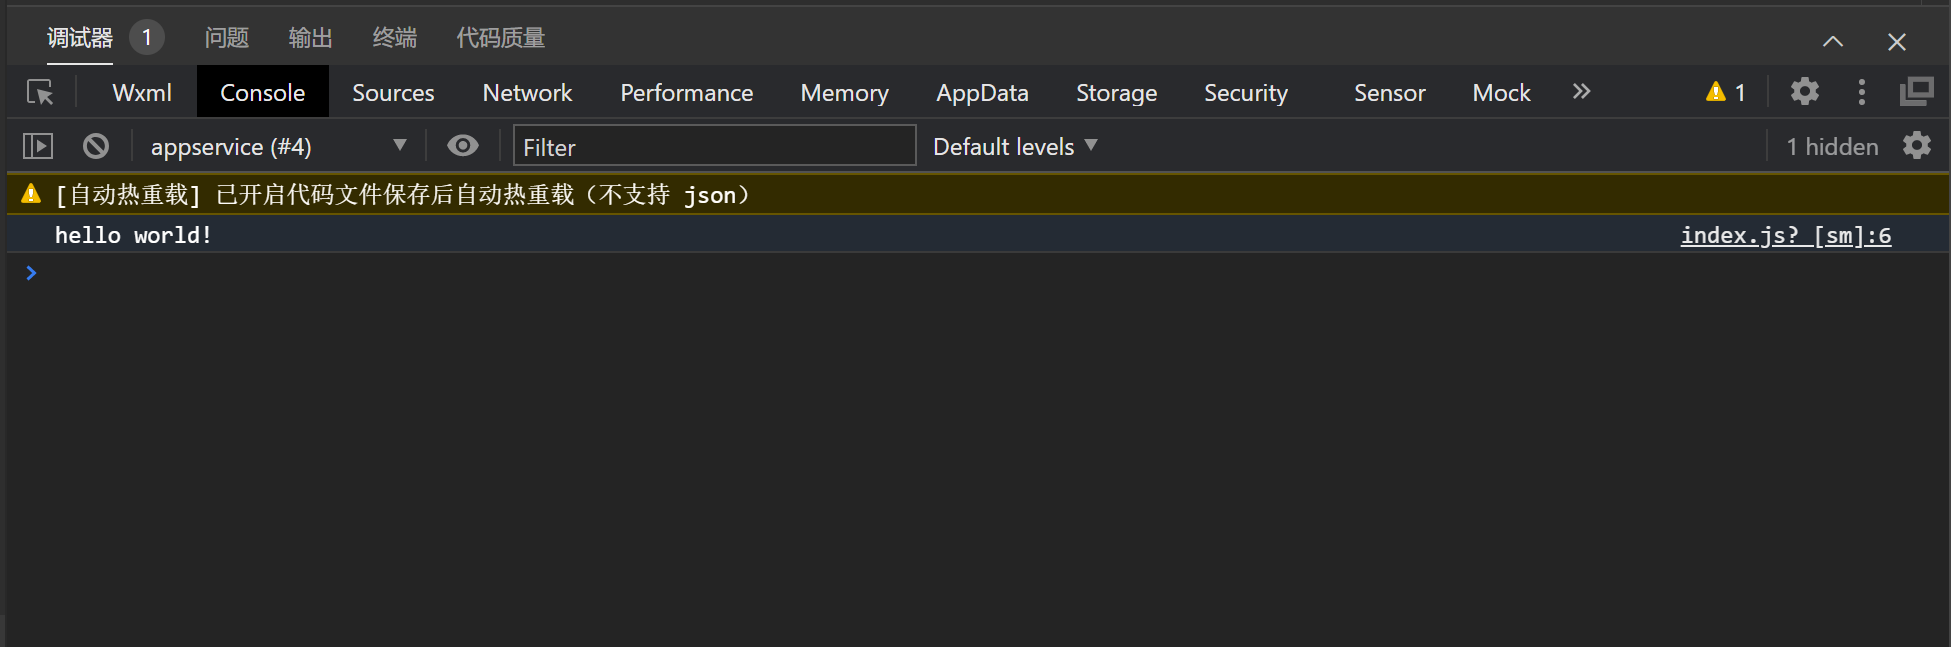 调试器 1 问题 输出 终端 代码质量
Wxml Console Sources Network Performance Memory AppData Storage Security Sensor Mock 1
appservice (#4) Filter Default levels 1 hidden
[自动热重载] 已开启代码文件保存后自动热重载（不支持 json）
hello world! index.js? [sm]:6